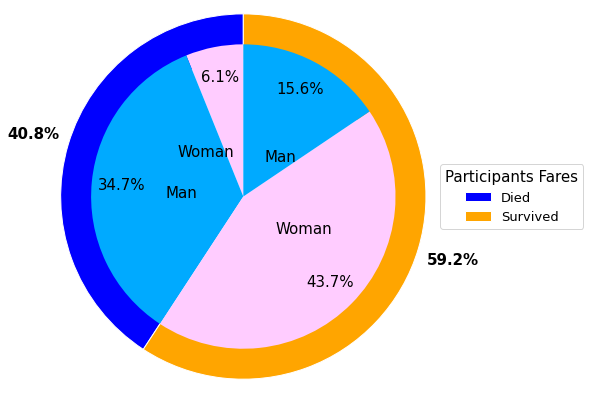 6.1%
15.6%
40.8%
Woman
Man
34.7%
Man
Woman
43.7%
59.2%
Participants Fares
Died
Survived